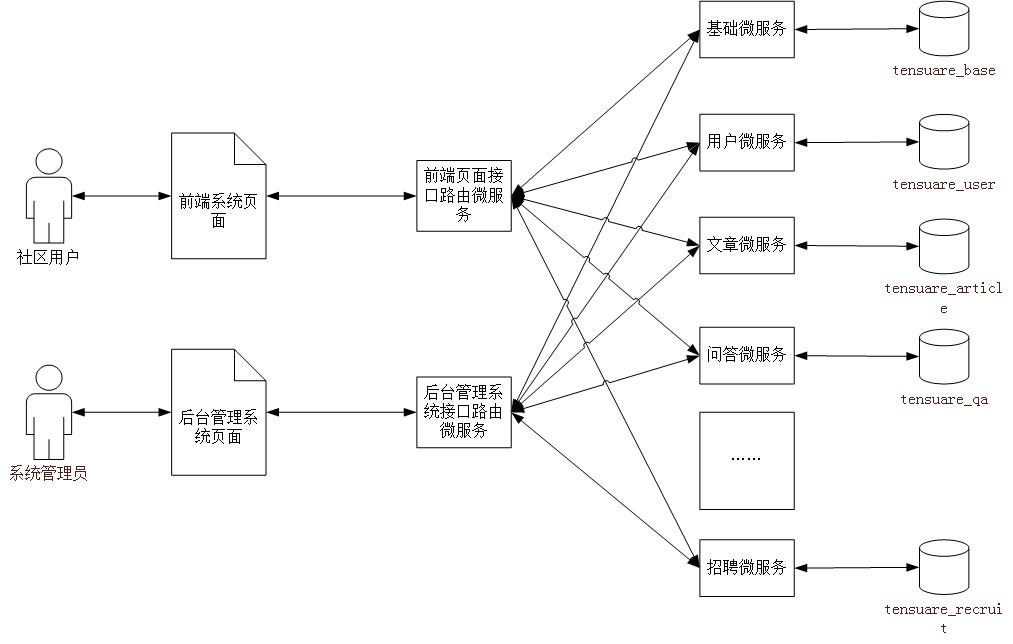 基础微服务
tensuare_base
用户微服务
tensuare_user
社区用户
前端系统页
面
前端页面接
口路由微服
务
文章微服务
tensuare_articl
e
问答微服务
tensuare_qa
系统管理员
后台管理系
统页面
后台管理系
统接口路由
微服务
……
招聘微服务
tensuare_recrui
t